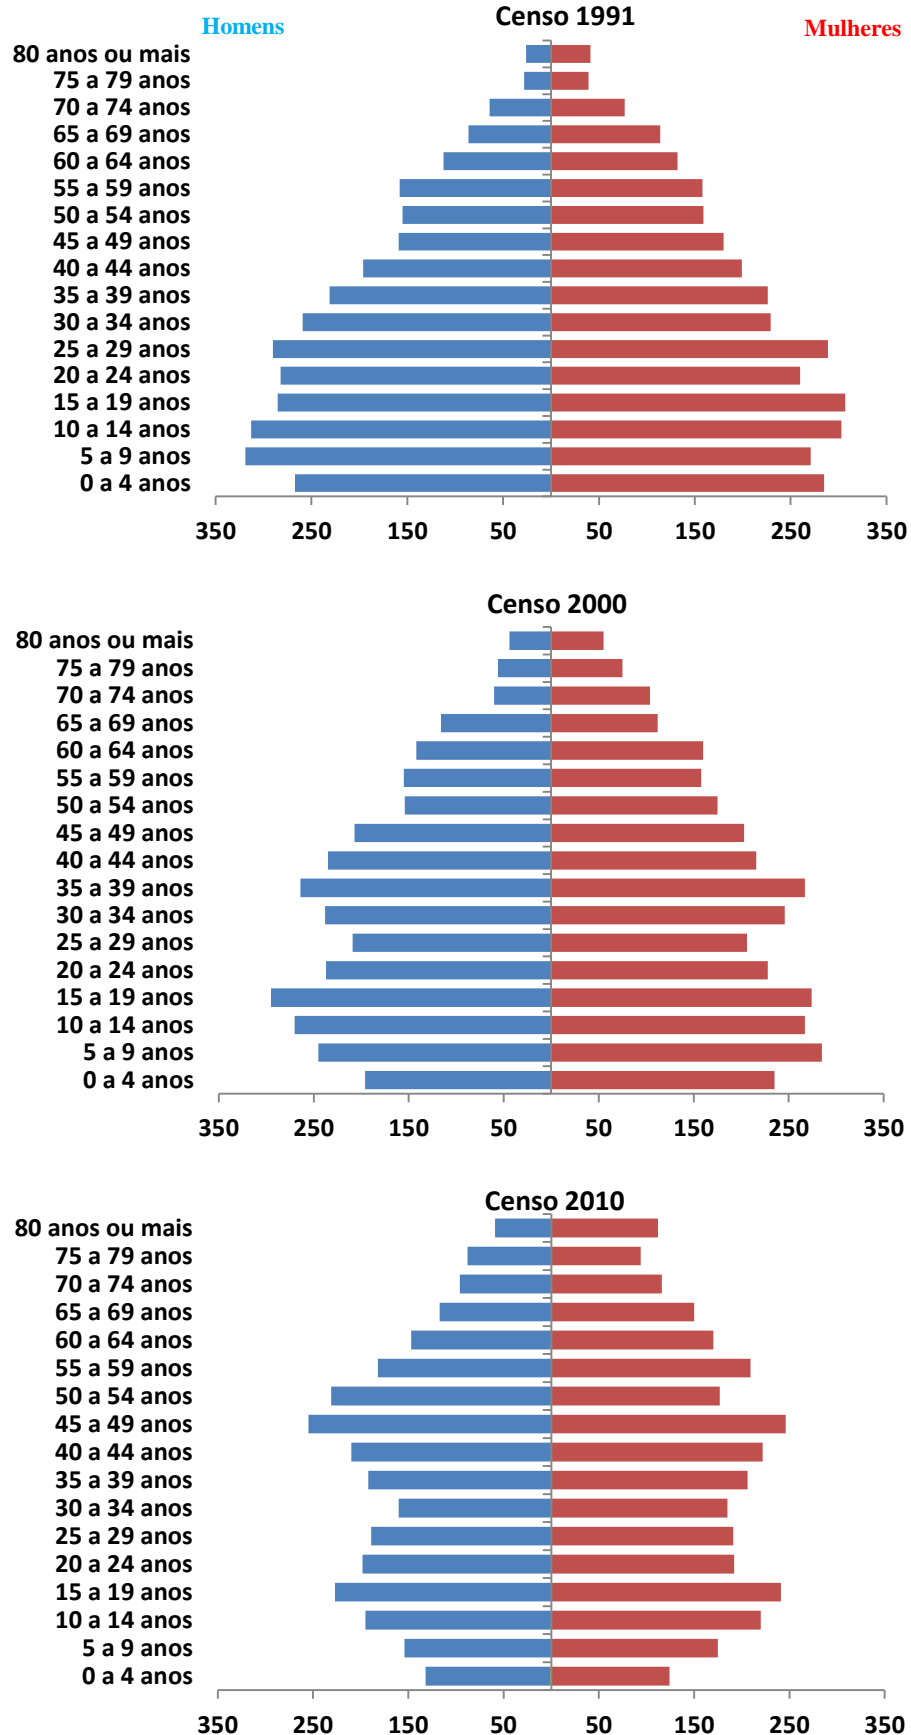 Censo 1991
Homens
Mulheres
80 anos ou mais
75 a 79 anos
70 a 74 anos
65 a 69 anos
60 a 64 anos
55 a 59 anos
50 a 54 anos
45 a 49 anos
40 a 44 anos
35 a 39 anos
30 a 34 anos
25 a 29 anos
20 a 24 anos
15 a 19 anos
10 a 14 anos
5 a 9 anos
0 a 4 anos
350 250 150 50 50 150 250 350
Censo 2000
80 anos ou mais
75 a 79 anos
70 a 74 anos
65 a 69 anos
60 a 64 anos
55 a 59 anos
50 a 54 anos
45 a 49 anos
40 a 44 anos
35 a 39 anos
30 a 34 anos
25 a 29 anos
20 a 24 anos
15 a 19 anos
10 a 14 anos
5 a 9 anos
0 a 4 anos
350 250 150 50 50 150 250 350
Censo 2010
80 anos ou mais
75 a 79 anos
70 a 74 anos
65 a 69 anos
60 a 64 anos
55 a 59 anos
50 a 54 anos
45 a 49 anos
40 a 44 anos
35 a 39 anos
30 a 34 anos
25 a 29 anos
20 a 24 anos
15 a 19 anos
10 a 14 anos
5 a 9 anos
0 a 4 anos
350 250 150 50 50 150 250 350